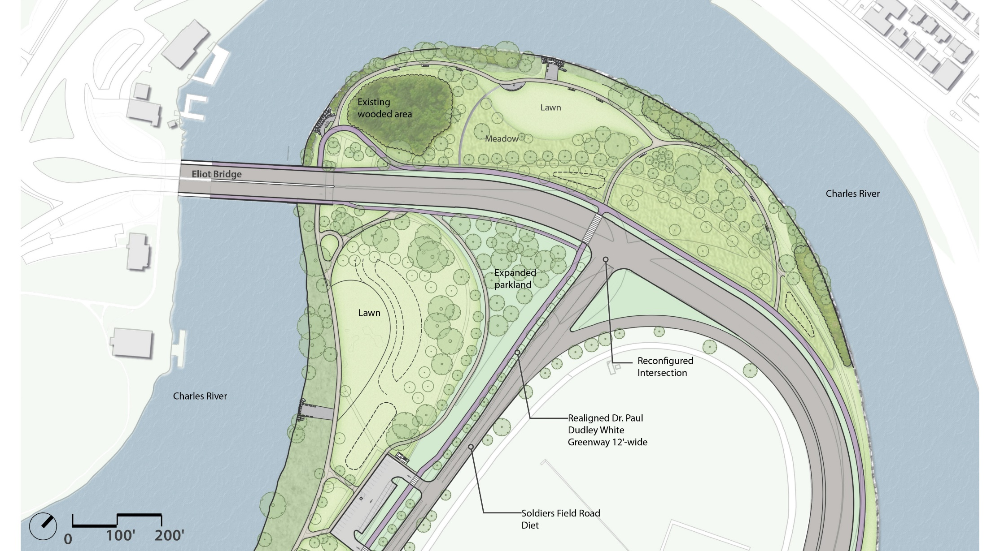 Existing
wooded area
Lawn
Meadow
Eliot Bridge
Charles River
Expanded
parkland
Lawn
Reconfigured
Intersection
Charles River
Realigned Dr. Paul
Dudley White
Greenway 12'-wide
Soldiers Field Road
Diet
0 100' 200'